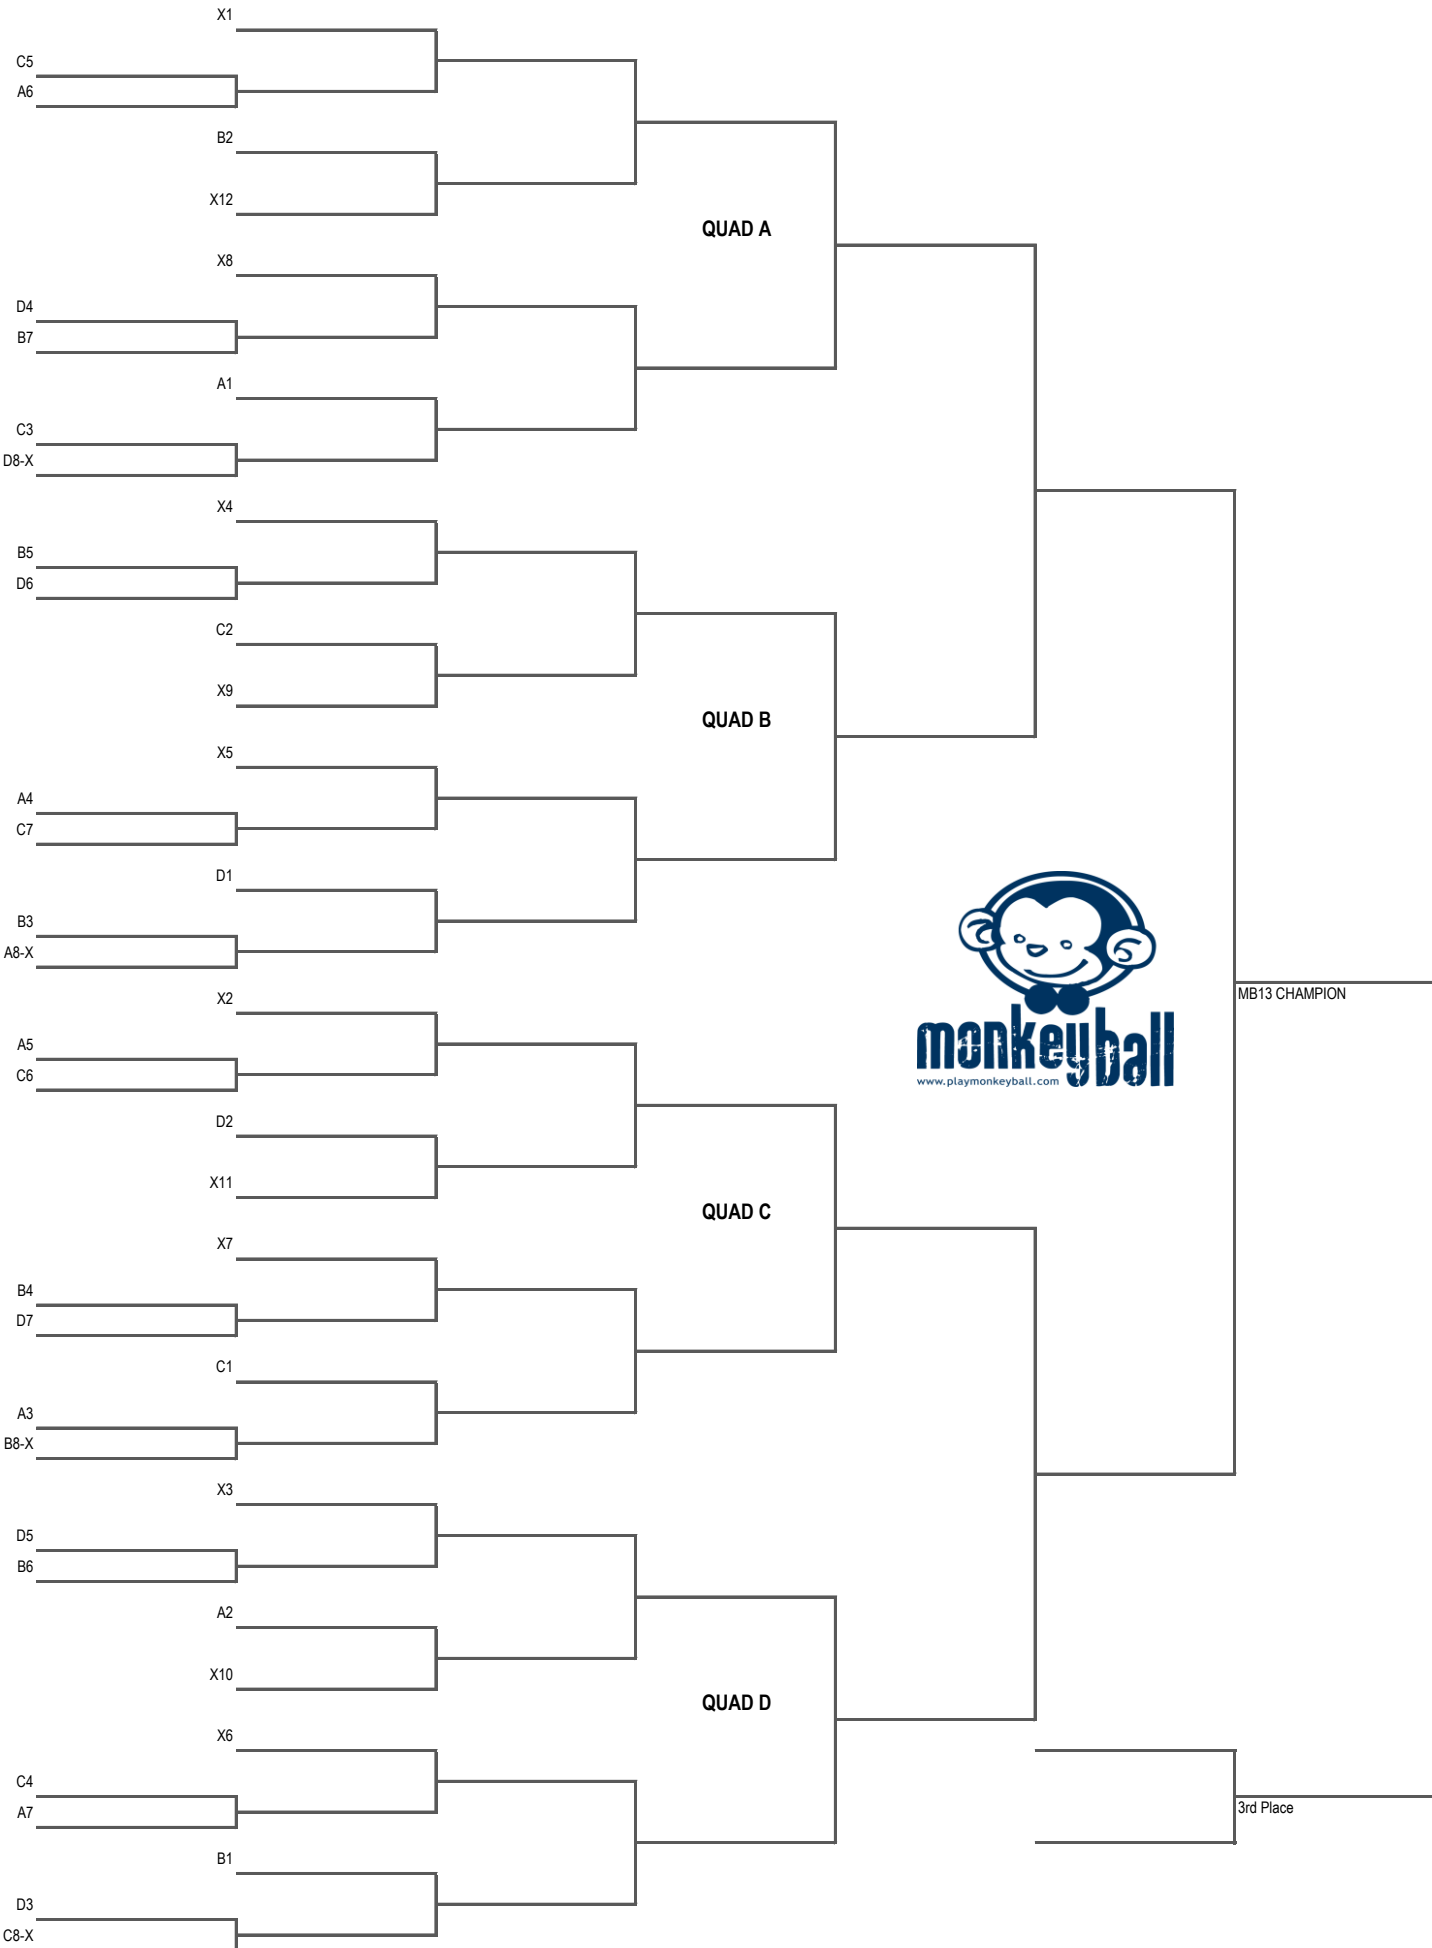 X1
C5
A6
B2
X12
QUAD A
X8
D4
B7
A1
C3
D8-X
X4
B5
D6
C2
X9
QUAD B
X5
A4
C7
D1
B3
A8-X
X2
MB13 CHAMPION
monkeyball
www.playmonkeyball.com
A5
C6
D2
X11
QUAD C
X7
B4
D7
C1
A3
B8-X
X3
D5
B6
A2
X10
QUAD D
X6
C4
A7
3rd Place
B1
D3
C8-X